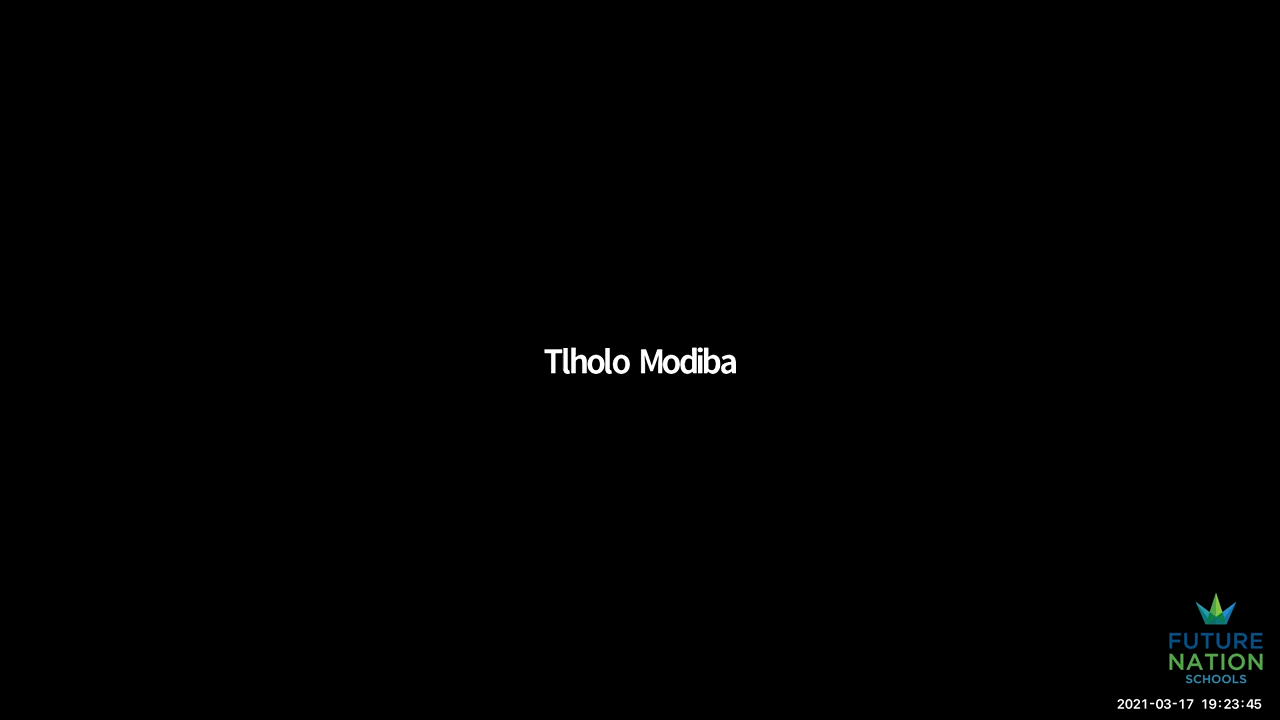 Tlholo Modiba
FUTURE
NATION
SCHOOLS
2021-03-17 19:23:45